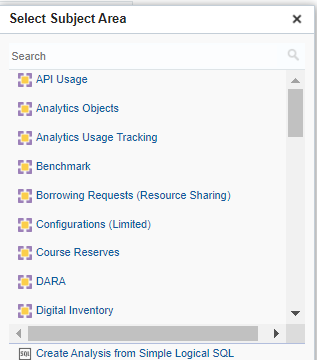 Select Subject Area
Search
API Usage
Analytics Objects
Analytics Usage Tracking
Benchmark
Borrowing Requests (Resource Sharing)
Configurations (Limited)
Course Reserves
DARA
Digital Inventory
SQL Create Analysis from Simple Logical SQL